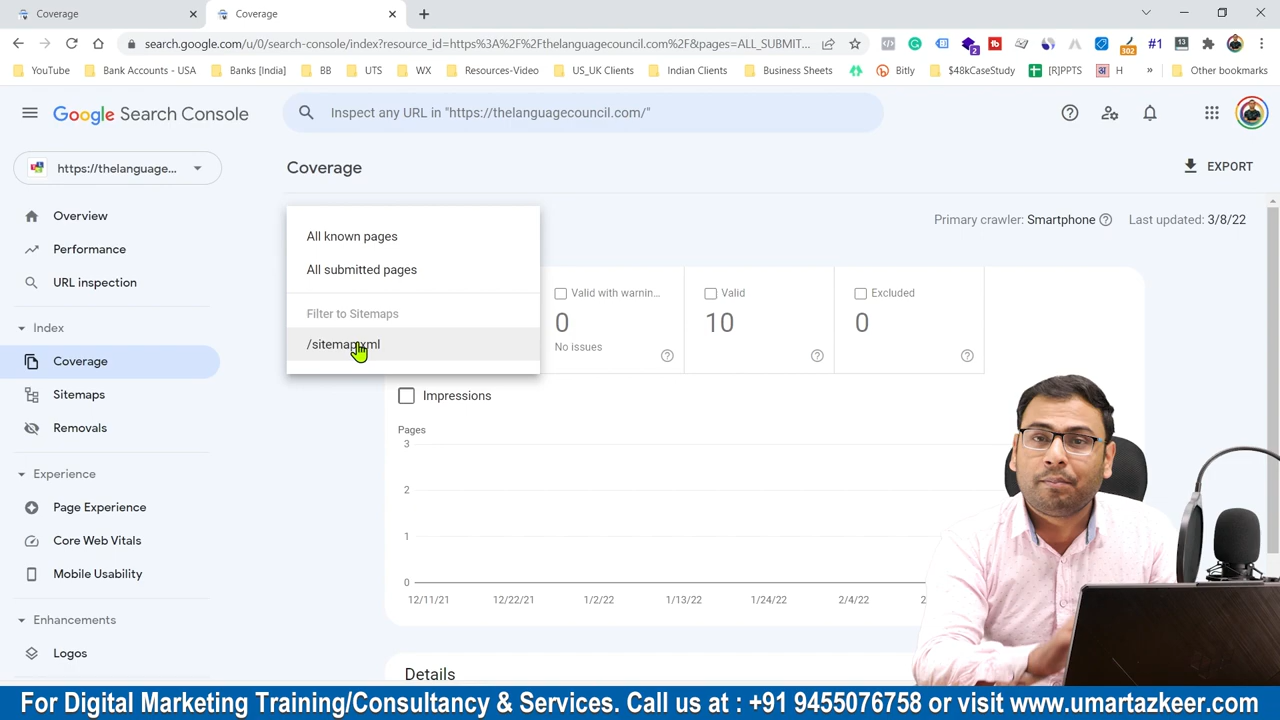 Coverage
Coverage
search.google.com/u/0/search-console/index?resource_id=https%3A%2F%2Fthelanguagecouncil.com%2F&pages=ALL_SUBMIT...
302
13
#1
2
YouTube
Bank Accounts - USA
Banks [India]
BR
UTS
WX
Resources-Video
US_UK Clients
Indian Clients
Business Sheets
Bitly
$48kCaseStudy
[R]PPTS
H
»
Other bookmarks
Google Search Console
Inspect any URL in "https://thelanguagecouncil.com/"
https://thelanguage...
Coverage
EXPORT
Overview
Performance
URL inspection
Index
Coverage
Sitemaps
Removals
Experience
Page Experience
Core Web Vitals
Mobile Usability
Enhancements
Logos
All known pages
All submitted pages
Filter to Sitemaps
Primary crawler: Smartphone
Last updated: 3/8/22
Valid with warnin...
0
No issues
Valid
10
Excluded
0
Impressions
Pages
3
2
1
0
12/11/21
12/22/21
1/2/22
1/13/22
1/24/22
2/4/22
Details
For Digital Marketing Training/Consultancy & Services. Call us at : +91 9455076758 or visit www.umartazkeer.com